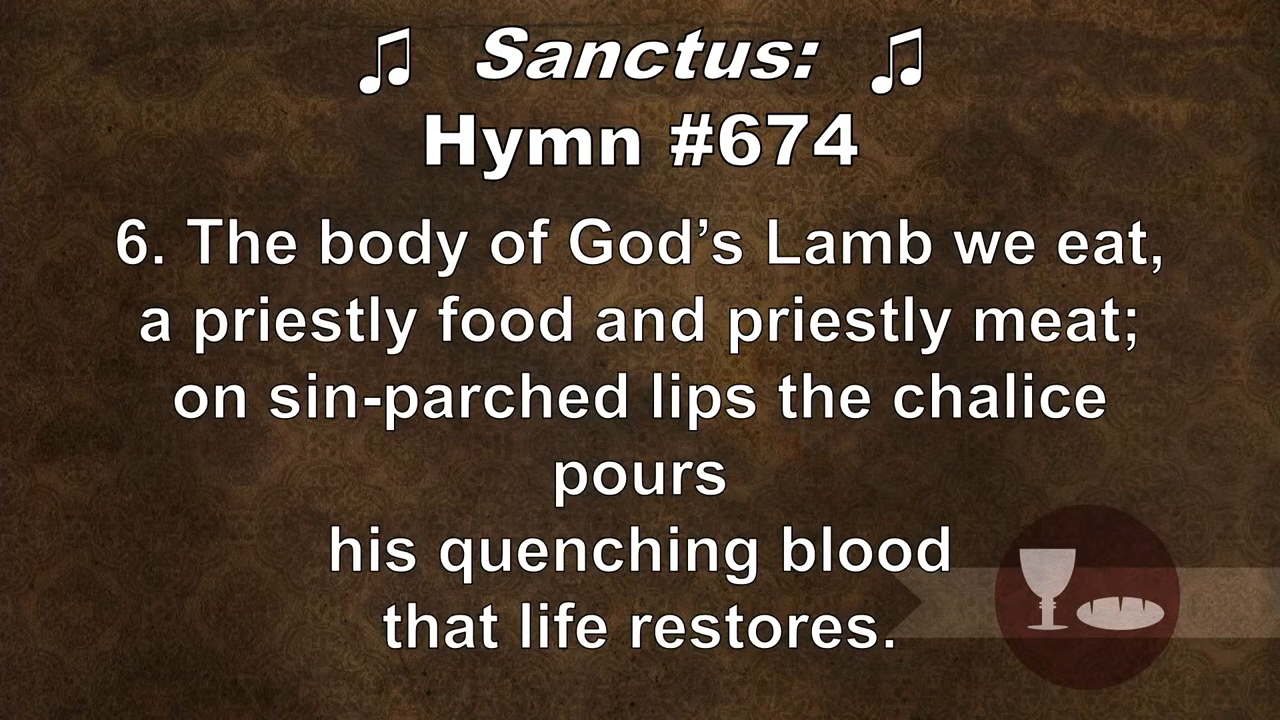 ♫ Sanctus: ♫
Hymn #674
6. The body of God’s Lamb we eat,
a priestly food and priestly meat;
on sin-parched lips the chalice
pours
his quenching blood
that life restores.